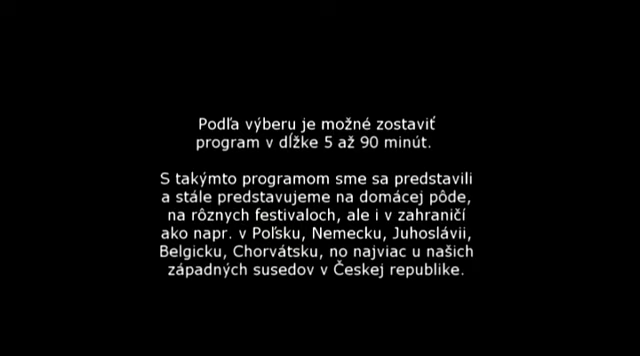 Podľa výberu je možné zostaviť
program v dĺžke 5 až 90 minút.
S takýmto programom sme sa predstavili
a stále predstavujeme na domácej pôde,
na rôznych festivaloch, ale i v zahraničí
ako napr. v Poľsku, Nemecku, Juhoslávii,
Belgicku, Chorvátsku, no najviac u našich
západných susedov v Českej republike.